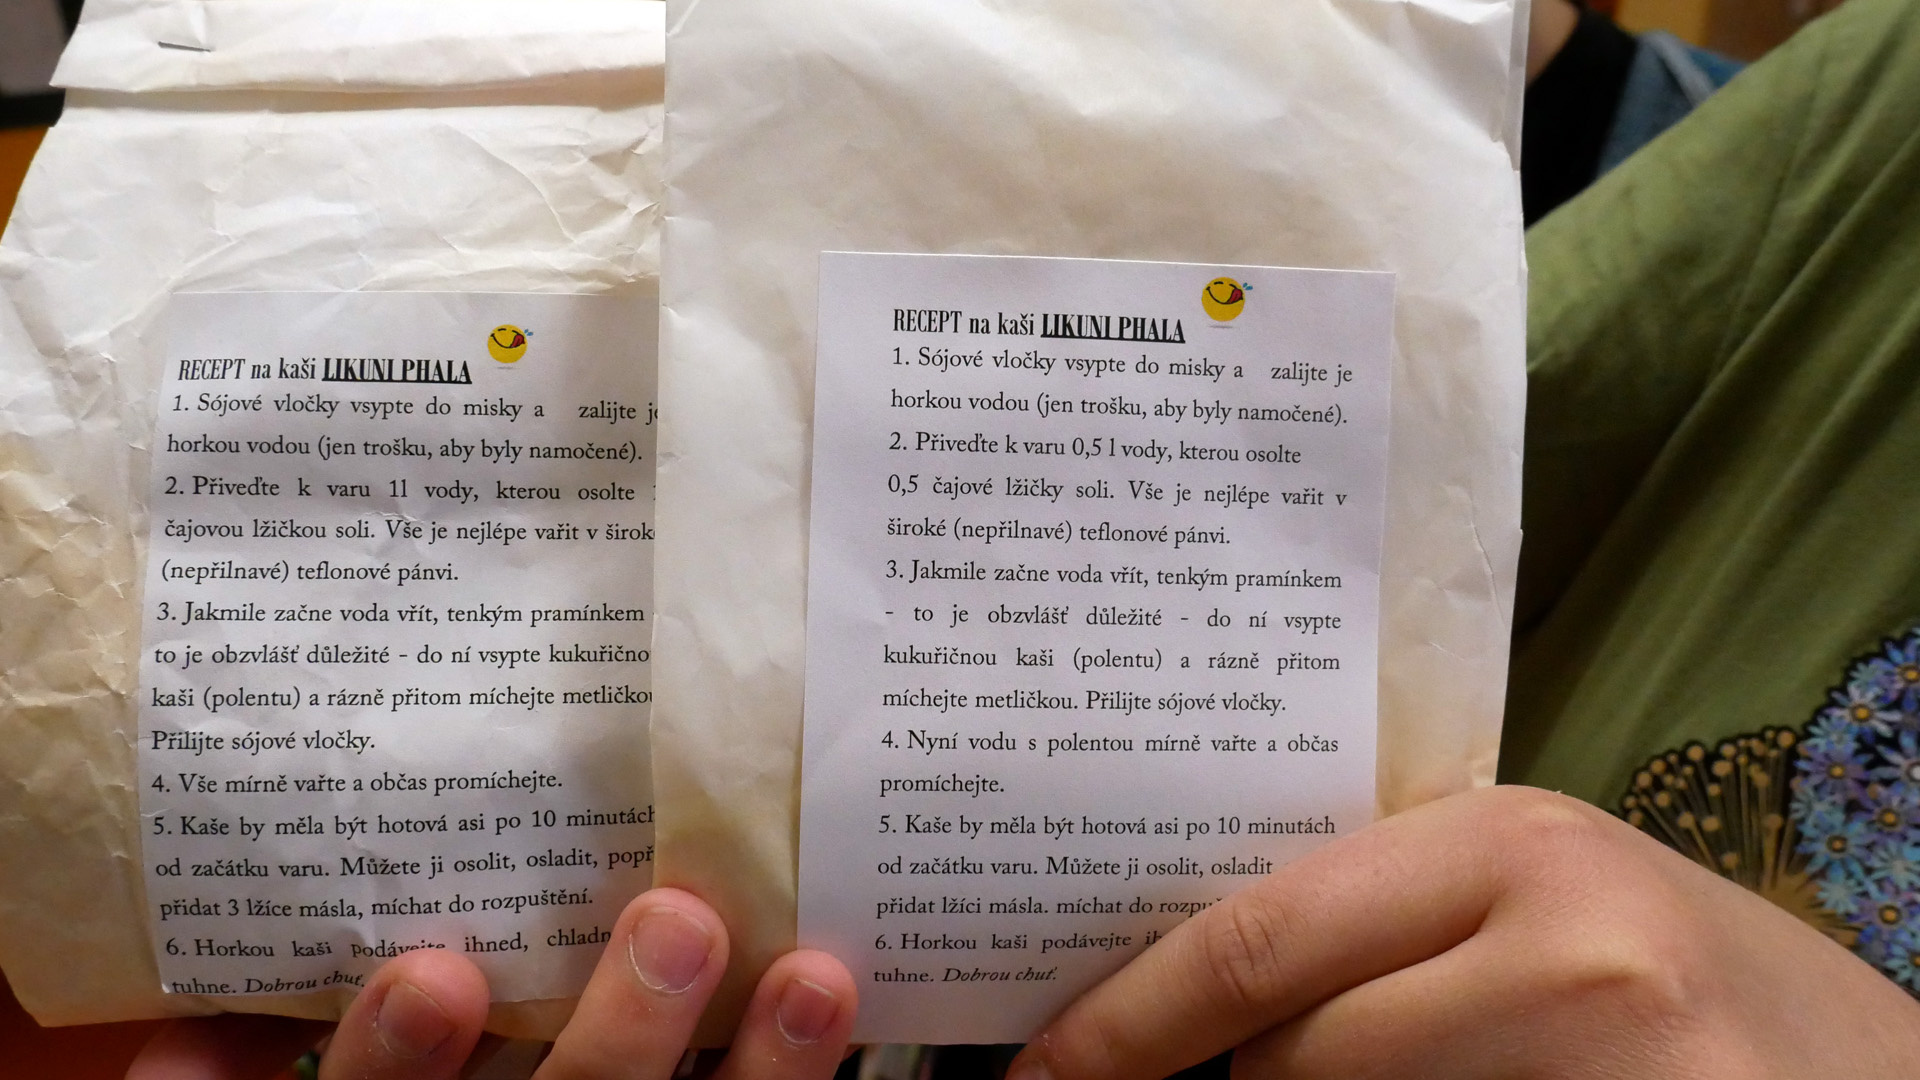 RECEPT na kaši LIKUNI PHALA
1. Sójové vločky vsypte do misky a zalijte
horkou vodou (jen trošku, aby byly namočené).
2. Přiveďte k varu 1l vody, kterou osolte
čajovou lžičkou soli. Vše je nejlépe vařit v
(nepřilnavé) teflonové pánvi.
3. Jakmile začne voda vřít, tenkým pramínkem
to je obzvlášť důležité - do ní vsypte
kaši (polentu) a rázně přitom míchejte
Přilijte sójové vločky.
4. Vše mírně vařte a občas promíchejte.
5. Kaše by měla být hotová asi po 10 minutách
od začátku varu. Můžete ji osolit, osladit,
přidat 3 lžíce másla, míchat do rozpuštění.
6. Horkou kaši podávejte ihned,
tuhne. Dobrou chuť.
RECEPT na kaši LIKUNI PHALA
1. Sójové vločky vsypte do misky a zalijte je
horkou vodou (jen trošku, aby byly namočené).
2. Přiveďte k varu 0,5 l vody, kterou osolte
0,5 čajové lžičky soli. Vše je nejlépe vařit v
široké (nepřilnavé) teflonové pánvi.
3. Jakmile začne voda vřít, tenkým pramínkem
- to je obzvlášť důležité - do ní vsypte
kukuřičnou kaši (polentu) a rázně přitom
míchejte metličkou. Přilijte sójové vločky.
4. Nyní vodu s polentou mírně vařte a občas
promíchejte.
5. Kaše by měla být hotová asi po 10 minutách
od začátku varu. Můžete ji osolit, osladit
přidat lžíci másla. míchat do
6. Horkou kaši podávejte
tuhne. Dobrou chuť.